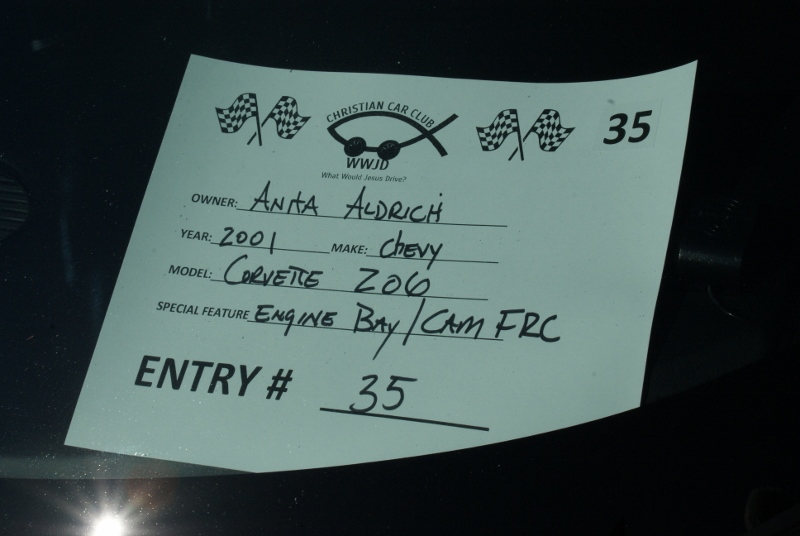 CHRISTIAN CAR CLUB
35
WWJD
What Would Jesus Drive?
OWNER: ANITA ALDRICH
YEAR: 2001 MAKE: CHEVY
MODEL: CORVETTE Z06
SPECIAL FEATURE ENGINE BAY/CAM FRC
ENTRY # 35